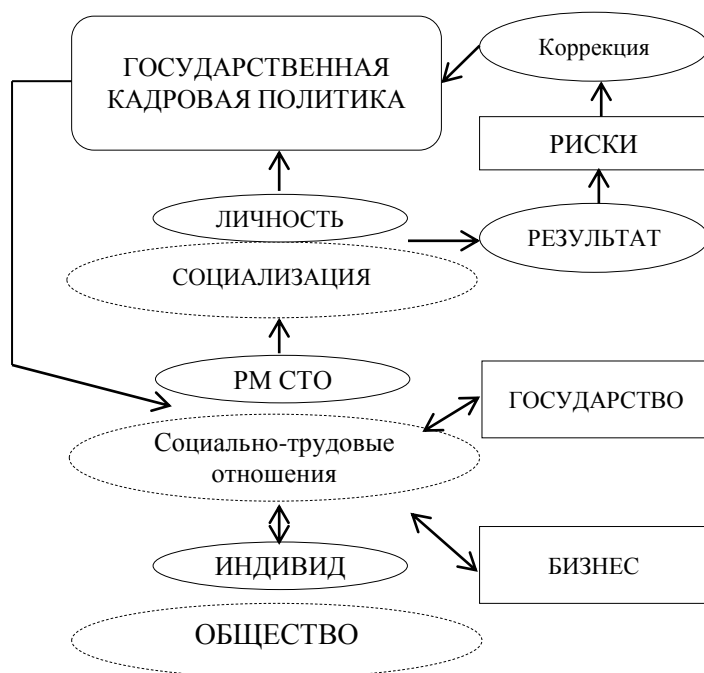 ГОСУДАРСТВЕННАЯ
КАДРОВАЯ ПОЛИТИКА
Коррекция
РИСКИ
ЛИЧНОСТЬ
РЕЗУЛЬТАТ
СОЦИАЛИЗАЦИЯ
РМ СТО
ГОСУДАРСТВО
Социально-трудовые
отношения
ИНДИВИД
БИЗНЕС
ОБЩЕСТВО